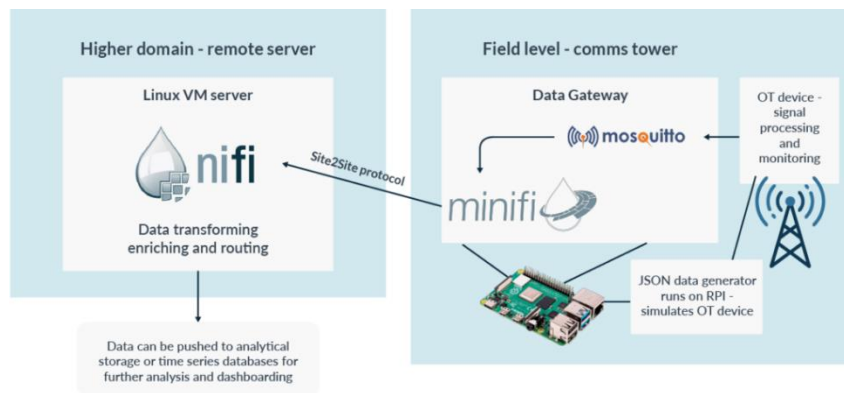 Higher domain - remote server
Linux VM server
nifi
Data transforming
enriching and routing
Data can be pushed to analytical
storage or time series databases for
further analysis and dashboarding
Site2Site protocol
Field level - comms tower
Data Gateway
mosquitto
minifi
OT device -
signal
processing
and
monitoring
JSON data generator
runs on RPI -
simulates OT device